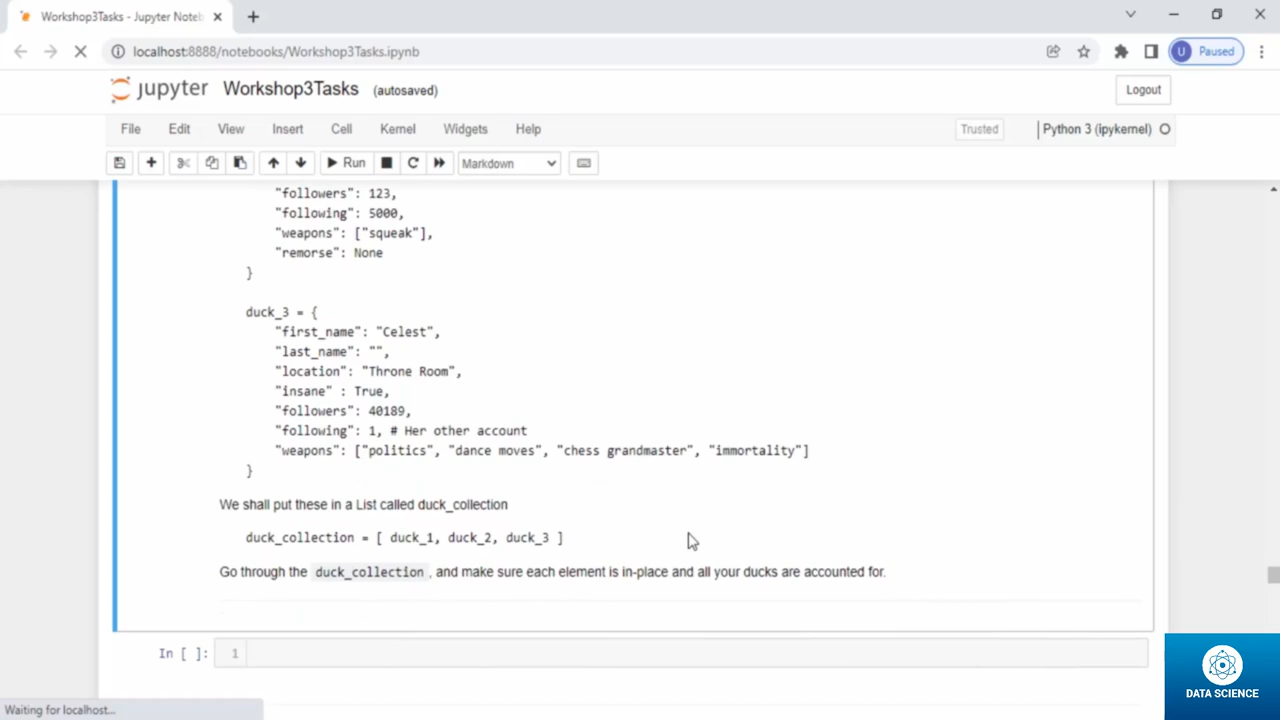 Workshop3Tasks - Jupyter Noteb
localhost:8888/notebooks/Workshop3Tasks.ipynb
U Paused
jupyter Workshop3Tasks (autosaved)
Logout
File Edit View Insert Cell Kernel Widgets Help
Trusted
Python 3 (ipykernel)
Run
Markdown
"followers": 123,
"following": 5000,
"weapons": ["squeak"],
"remorse": None
}
duck_3 = {
"first_name": "Celest",
"last_name": "",
"location": "Throne Room",
"insane" : True,
"followers": 40189,
"following": 1, # Her other account
"weapons": ["politics", "dance moves", "chess grandmaster", "immortality"]
}
We shall put these in a List called duck_collection
duck_collection = [ duck_1, duck_2, duck_3 ]
Go through the duck_collection , and make sure each element is in-place and all your ducks are accounted for.
In [ ]: 1
DATA SCIENCE
Waiting for localhost...